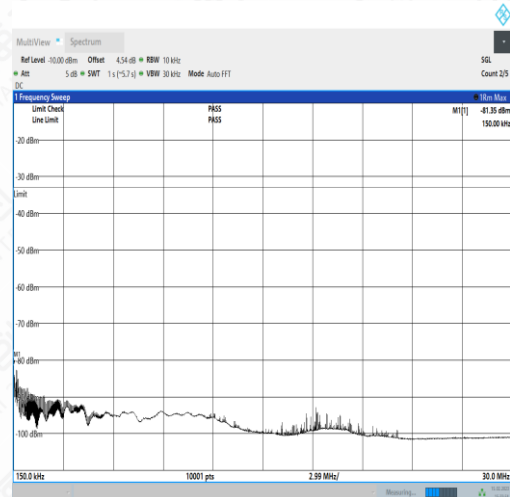 MultiView Spectrum
Ref Level -10.00 dBm Offset 4.54 dB RBW 10 kHz SGL
Att 5 dB SWT 1 s (~5.7 s) VBW 30 kHz Mode Auto FFT Count 2/5
DC
1 Frequency Sweep 1Rm Max
Limit Check PASS M1[1] -81.35 dBm
Line Limit PASS 150.00 kHz
-20 dBm
-30 dBm
Limit
-40 dBm
-50 dBm
-60 dBm
-70 dBm
M1
-80 dBm
-90 dBm
-100 dBm
150.0 kHz 10001 pts 2.99 MHz/ 30.0 MHz
Measuring...